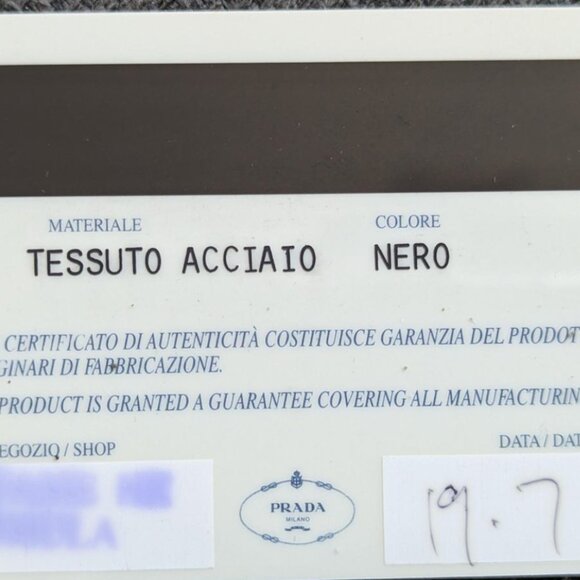 MATERIALE COLORE
TESSUTO ACCIAIO NERO
CERTIFICATO DI AUTENTICITÀ COSTITUISCE GARANZIA DEL PRODOT
GINARI DI FABBRICAZIONE.
PRODUCT IS GRANTED A GUARANTEE COVERING ALL MANUFACTURIN
EGOZIO / SHOP DATA / DAT
PRADA
MILANO
19.7